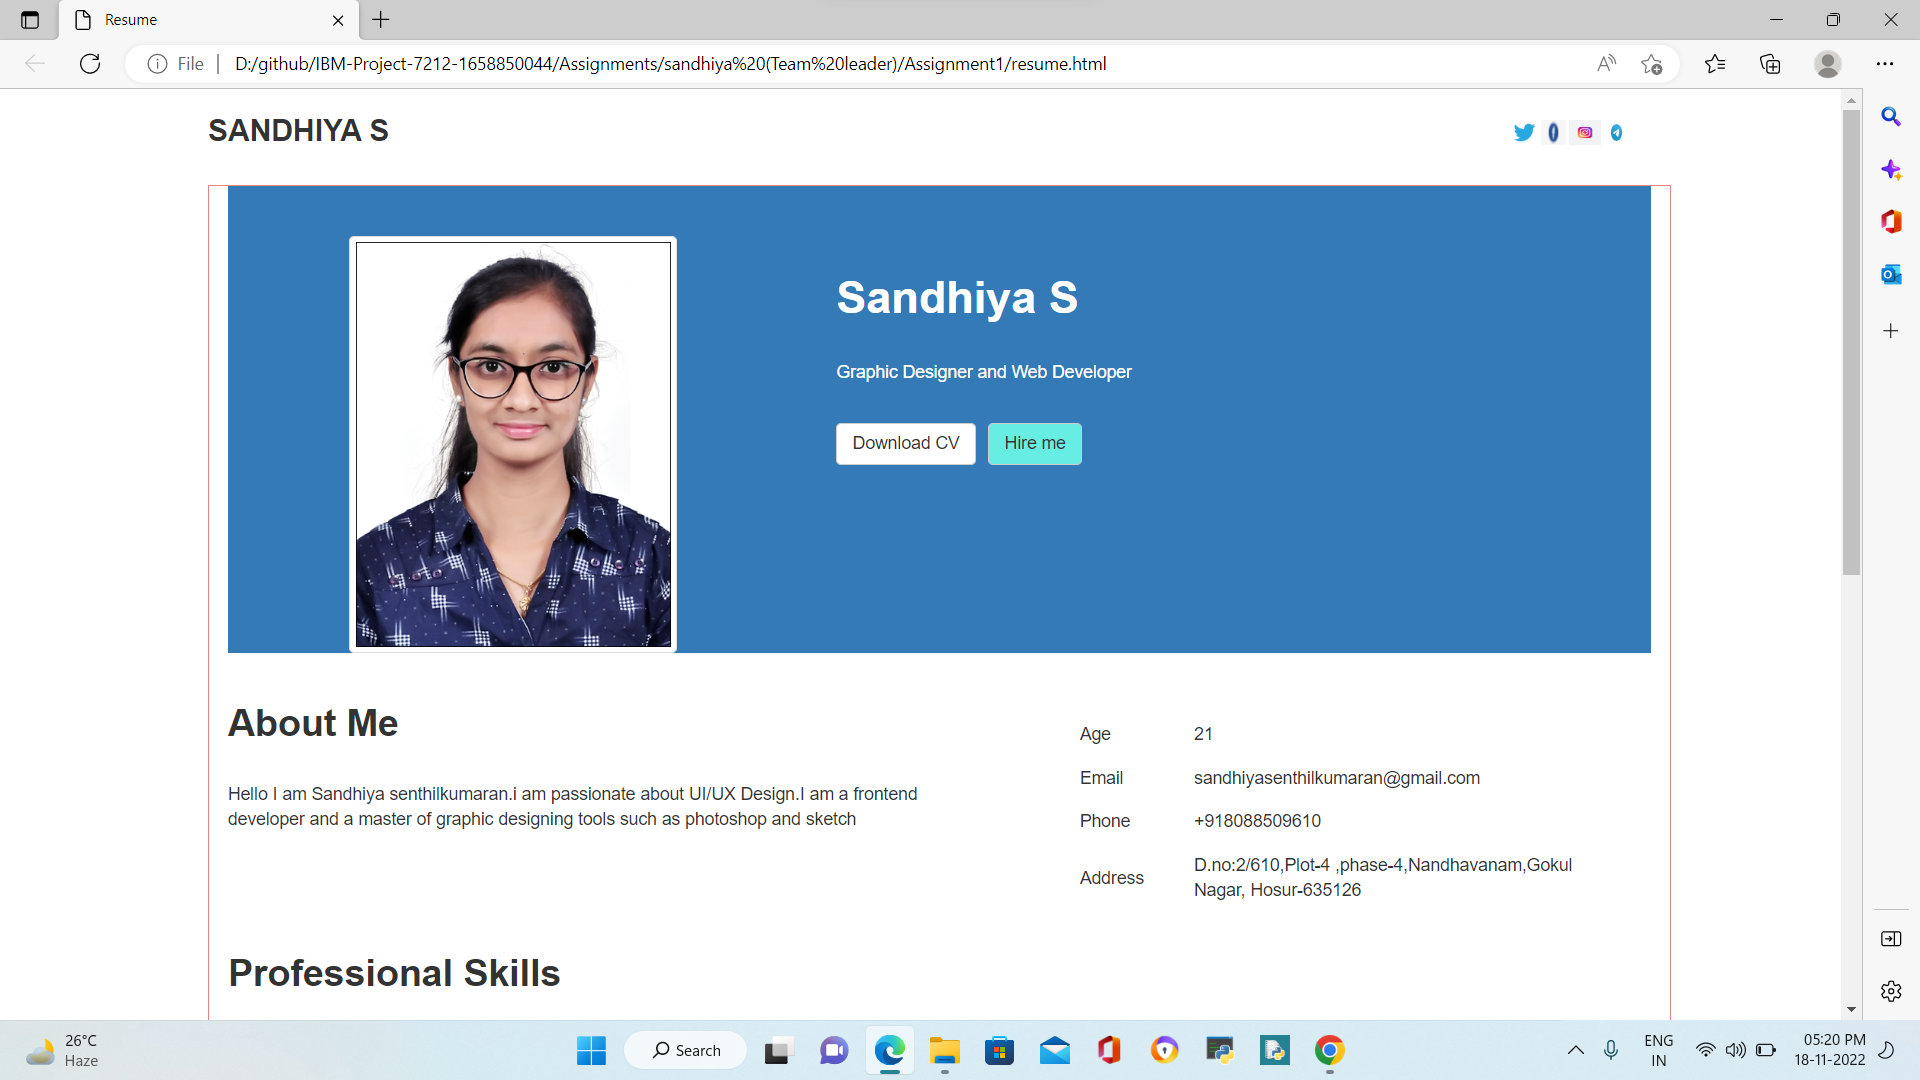 Resume
File
D:/github/IBM-Project-7212-1658850044/Assignments/sandhiya%20(Team%20leader)/Assignment1/resume.html
SANDHIYA S
Sandhiya S
Graphic Designer and Web Developer
Download CV
Hire me
About Me
Hello I am Sandhiya senthilkumaran.i am passionate about UI/UX Design.I am a frontend
developer and a master of graphic designing tools such as photoshop and sketch
Age 21
Email sandhiyasenthilkumaran@gmail.com
Phone +918088509610
Address D.no:2/610,Plot-4 ,phase-4,Nandhavanam,Gokul
Nagar, Hosur-635126
Professional Skills
26°C
Haze
Search
ENG
IN
05:20 PM
18-11-2022